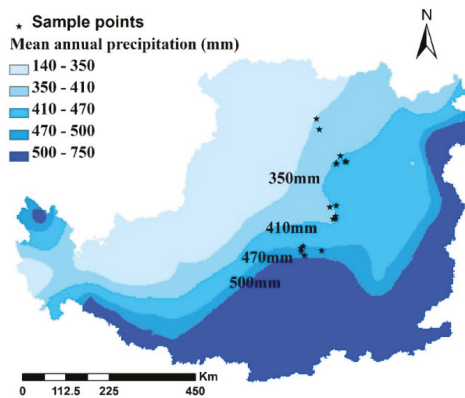 N
Sample points
Mean annual precipitation (mm)
140 - 350
350 - 410
410 - 470
470 - 500
500 - 750
350mm
410mm
470mm
500mm
Km
0 112.5 225 450